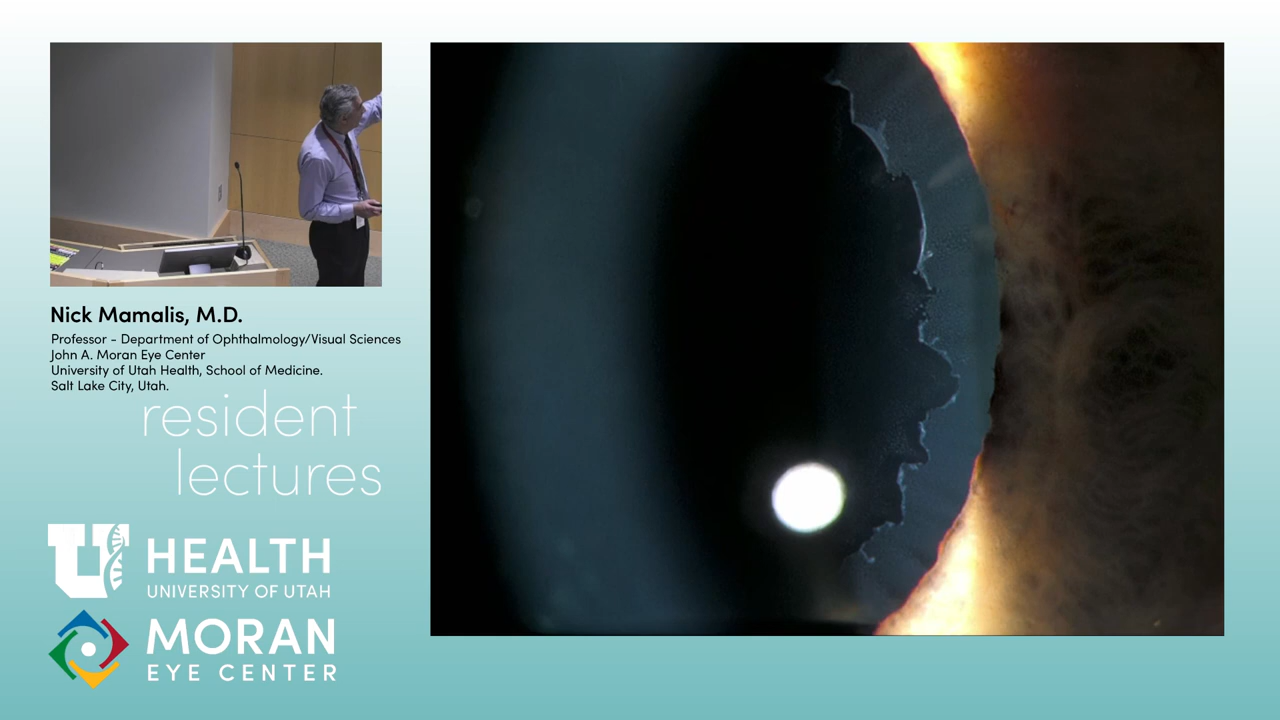 Nick Mamalis, M.D.
Professor - Department of Ophthalmology/Visual Sciences
John A. Moran Eye Center
University of Utah Health, School of Medicine.
Salt Lake City, Utah.
resident
lectures
U HEALTH
UNIVERSITY OF UTAH
MORAN
EYE CENTER